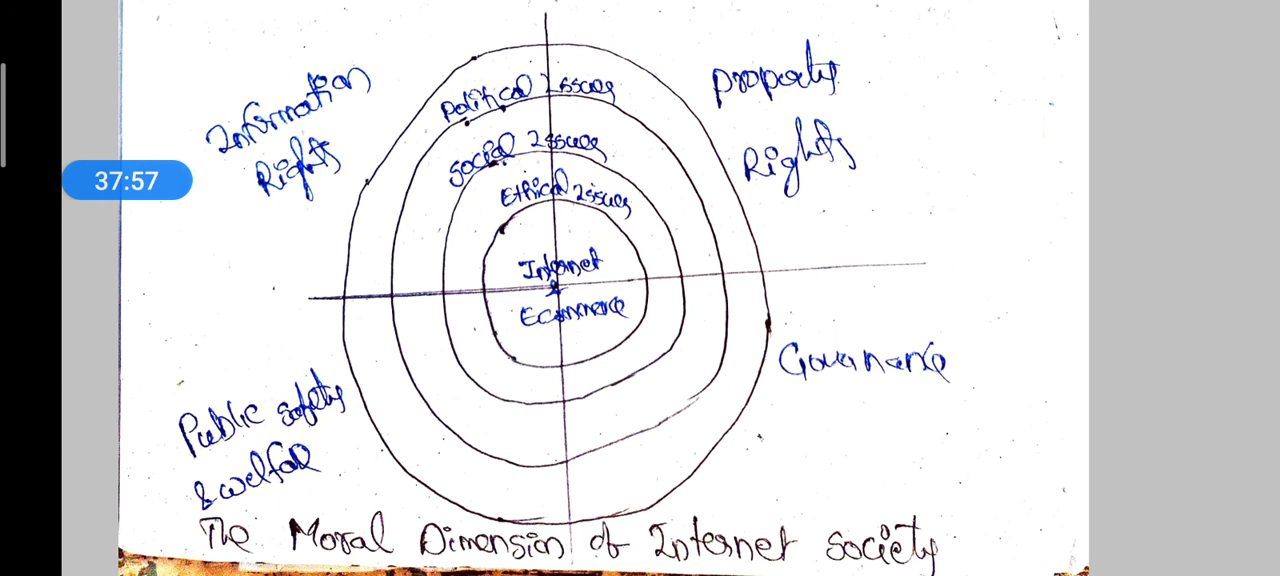 Information
Rights
Property
Rights
Political Issues
Social Issues
Ethical Issues
Internet
&
Ecommerce
37:57
Public safety
& welfare
Governance
The Moral Dimension of Internet society